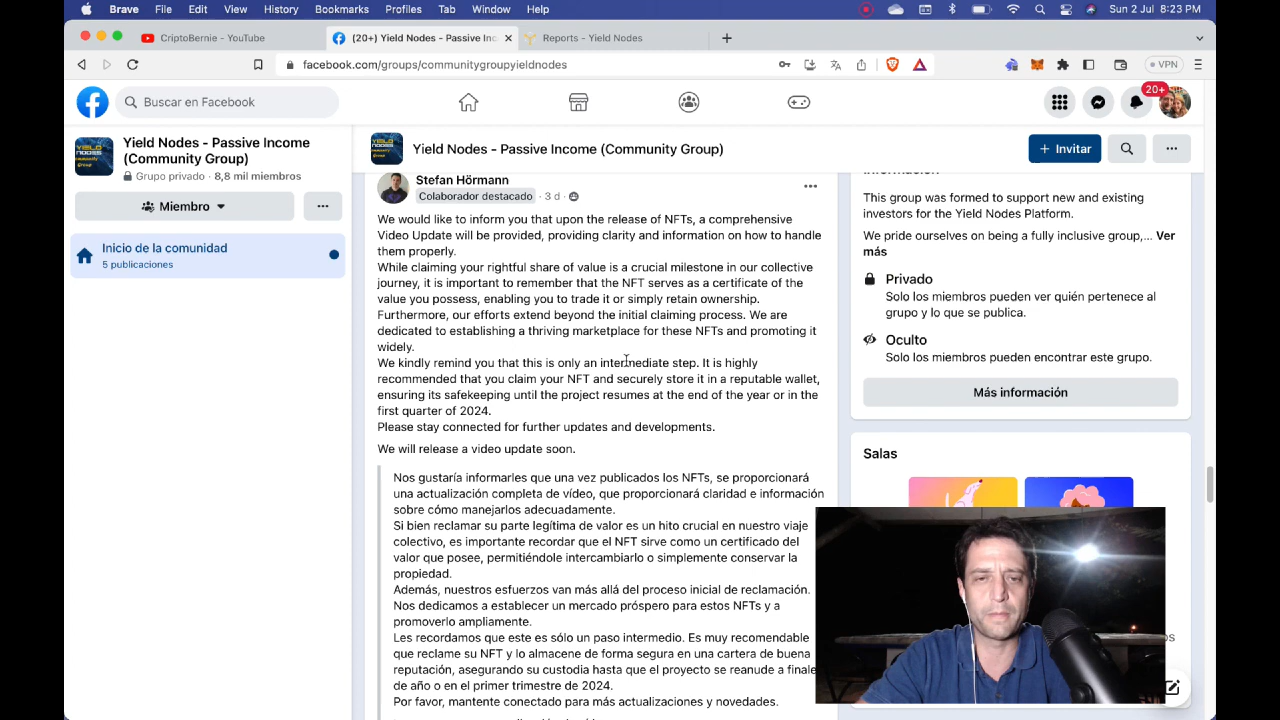 Brave File Edit View History Bookmarks Profiles Tab Window Help Sun 2 Jul 8:23 PM
CriptoBernie - YouTube
(20+) Yield Nodes - Passive Inc
Reports - Yield Nodes
facebook.com/groups/communitygroupyieldnodes
VPN
Buscar en Facebook
20+
Yield Nodes - Passive Income
(Community Group)
Grupo privado · 8,8 mil miembros
Miembro
Inicio de la comunidad
5 publicaciones
Yield Nodes - Passive Income (Community Group)
+ Invitar
Stefan Hörmann
Colaborador destacado · 3 d ·
We would like to inform you that upon the release of NFTs, a comprehensive
Video Update will be provided, providing clarity and information on how to handle
them properly.
While claiming your rightful share of value is a crucial milestone in our collective
journey, it is important to remember that the NFT serves as a certificate of the
value you possess, enabling you to trade it or simply retain ownership.
Furthermore, our efforts extend beyond the initial claiming process. We are
dedicated to establishing a thriving marketplace for these NFTs and promoting it
widely.
We kindly remind you that this is only an intermediate step. It is highly
recommended that you claim your NFT and securely store it in a reputable wallet,
ensuring its safekeeping until the project resumes at the end of the year or in the
first quarter of 2024.
Please stay connected for further updates and developments.
We will release a video update soon.
Nos gustaría informarles que una vez publicados los NFTs, se proporcionará
una actualización completa de vídeo, que proporcionará claridad e información
sobre cómo manejarlos adecuadamente.
Si bien reclamar su parte legítima de valor es un hito crucial en nuestro viaje
colectivo, es importante recordar que el NFT sirve como un certificado del
valor que posee, permitiéndole intercambiarlo o simplemente conservar la
propiedad.
Además, nuestros esfuerzos van más allá del proceso inicial de reclamación.
Nos dedicamos a establecer un mercado próspero para estos NFTs y a
promoverlo ampliamente.
Les recordamos que este es sólo un paso intermedio. Es muy recomendable
que reclame su NFT y lo almacene de forma segura en una cartera de buena
reputación, asegurando su custodia hasta que el proyecto se reanude a finale
de año o en el primer trimestre de 2024.
Por favor, mantente conectado para más actualizaciones y novedades.
Información
This group was formed to support new and existing
investors for the Yield Nodes Platform.
We pride ourselves on being a fully inclusive group,... Ver
más
Privado
Solo los miembros pueden ver quién pertenece al
grupo y lo que se publica.
Oculto
Solo los miembros pueden encontrar este grupo.
Más información
Salas